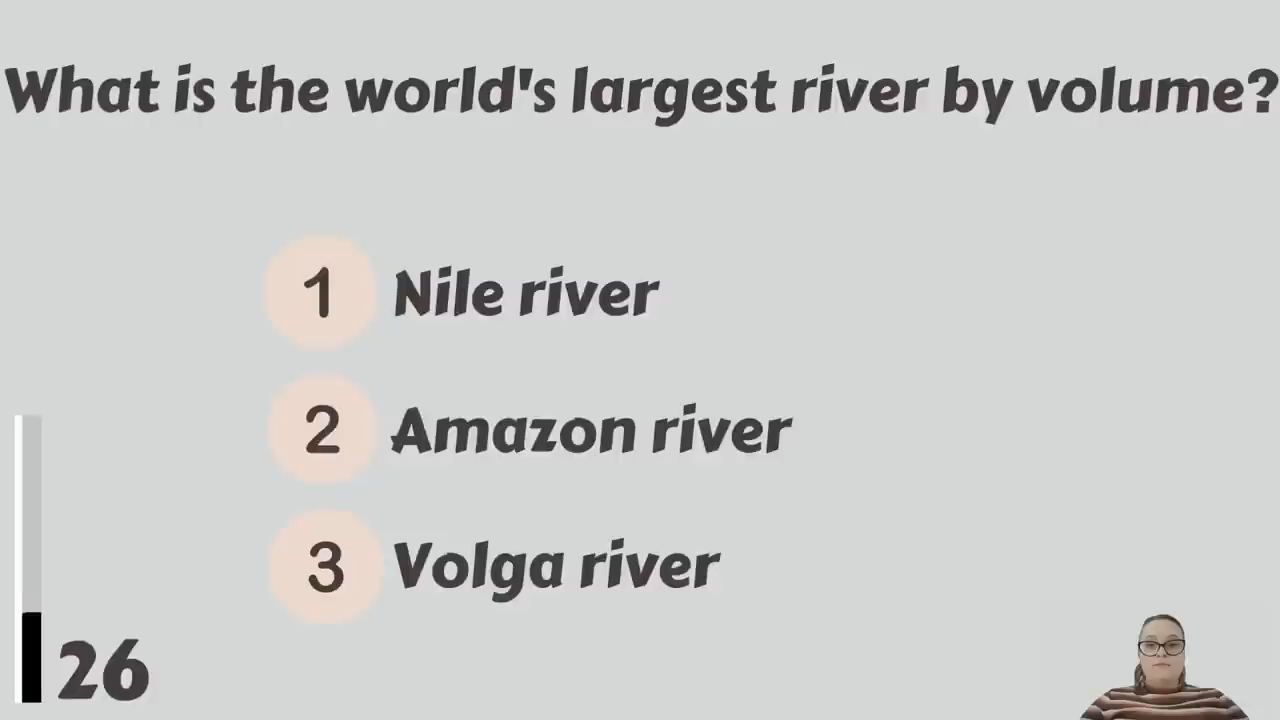 What is the world's largest river by volume?
1 Nile river
2 Amazon river
3 Volga river
26